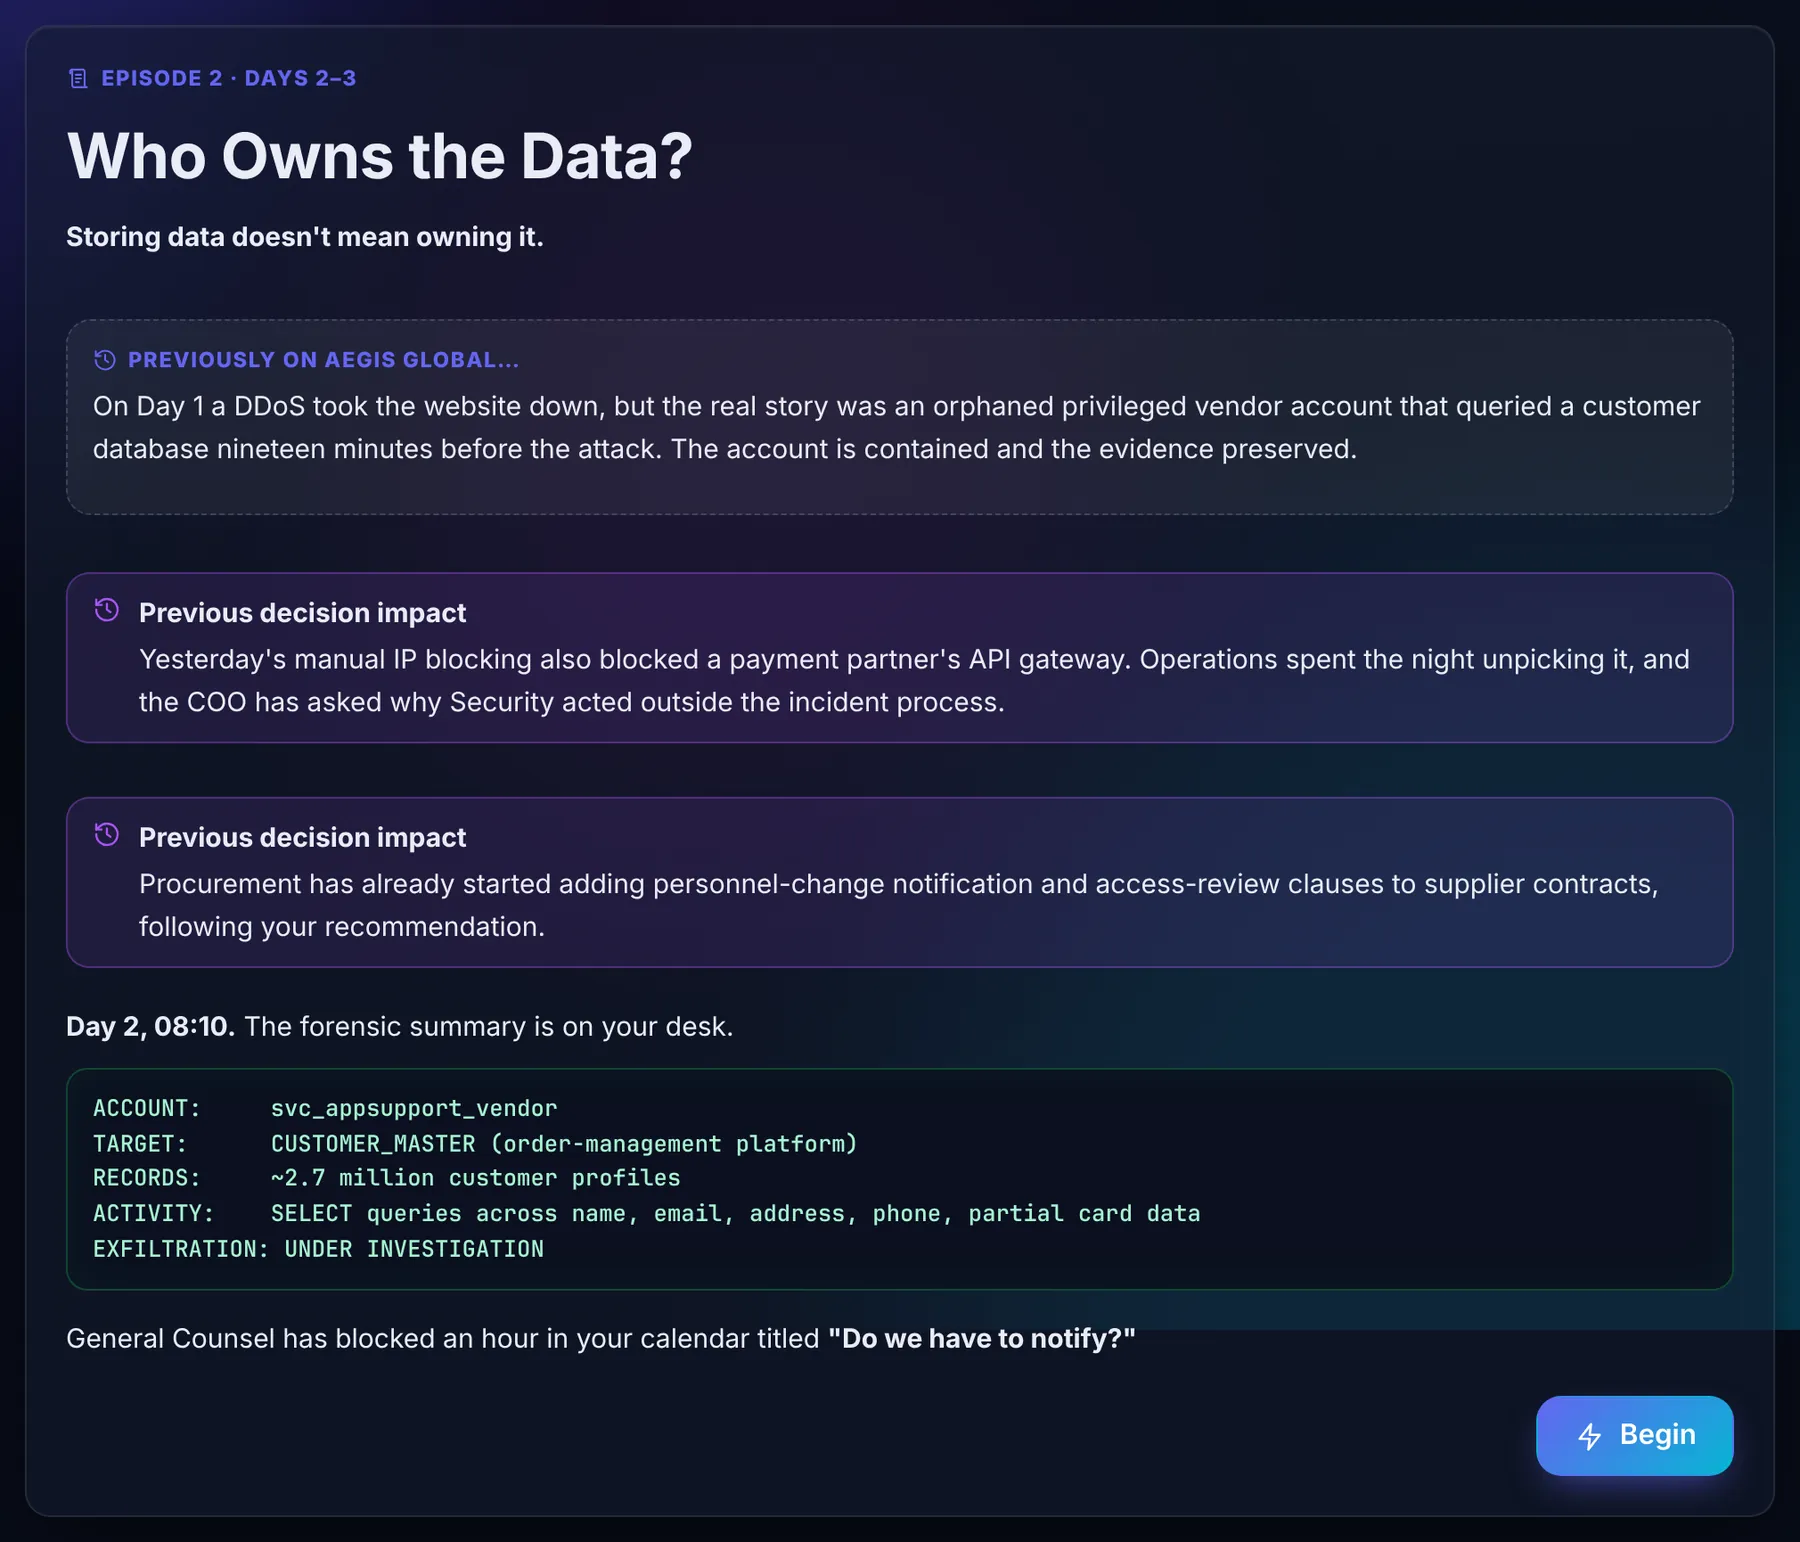 EPISODE 2 · DAYS 2–3
Who Owns the Data?
Storing data doesn't mean owning it.
PREVIOUSLY ON AEGIS GLOBAL...
On Day 1 a DDoS took the website down, but the real story was an orphaned privileged vendor account that queried a customer
database nineteen minutes before the attack. The account is contained and the evidence preserved.
Previous decision impact
Yesterday's manual IP blocking also blocked a payment partner's API gateway. Operations spent the night unpicking it, and
the COO has asked why Security acted outside the incident process.
Previous decision impact
Procurement has already started adding personnel-change notification and access-review clauses to supplier contracts,
following your recommendation.
Day 2, 08:10. The forensic summary is on your desk.
ACCOUNT: svc_appsupport_vendor
TARGET: CUSTOMER_MASTER (order-management platform)
RECORDS: ~2.7 million customer profiles
ACTIVITY: SELECT queries across name, email, address, phone, partial card data
EXFILTRATION: UNDER INVESTIGATION
General Counsel has blocked an hour in your calendar titled "Do we have to notify?"
Begin